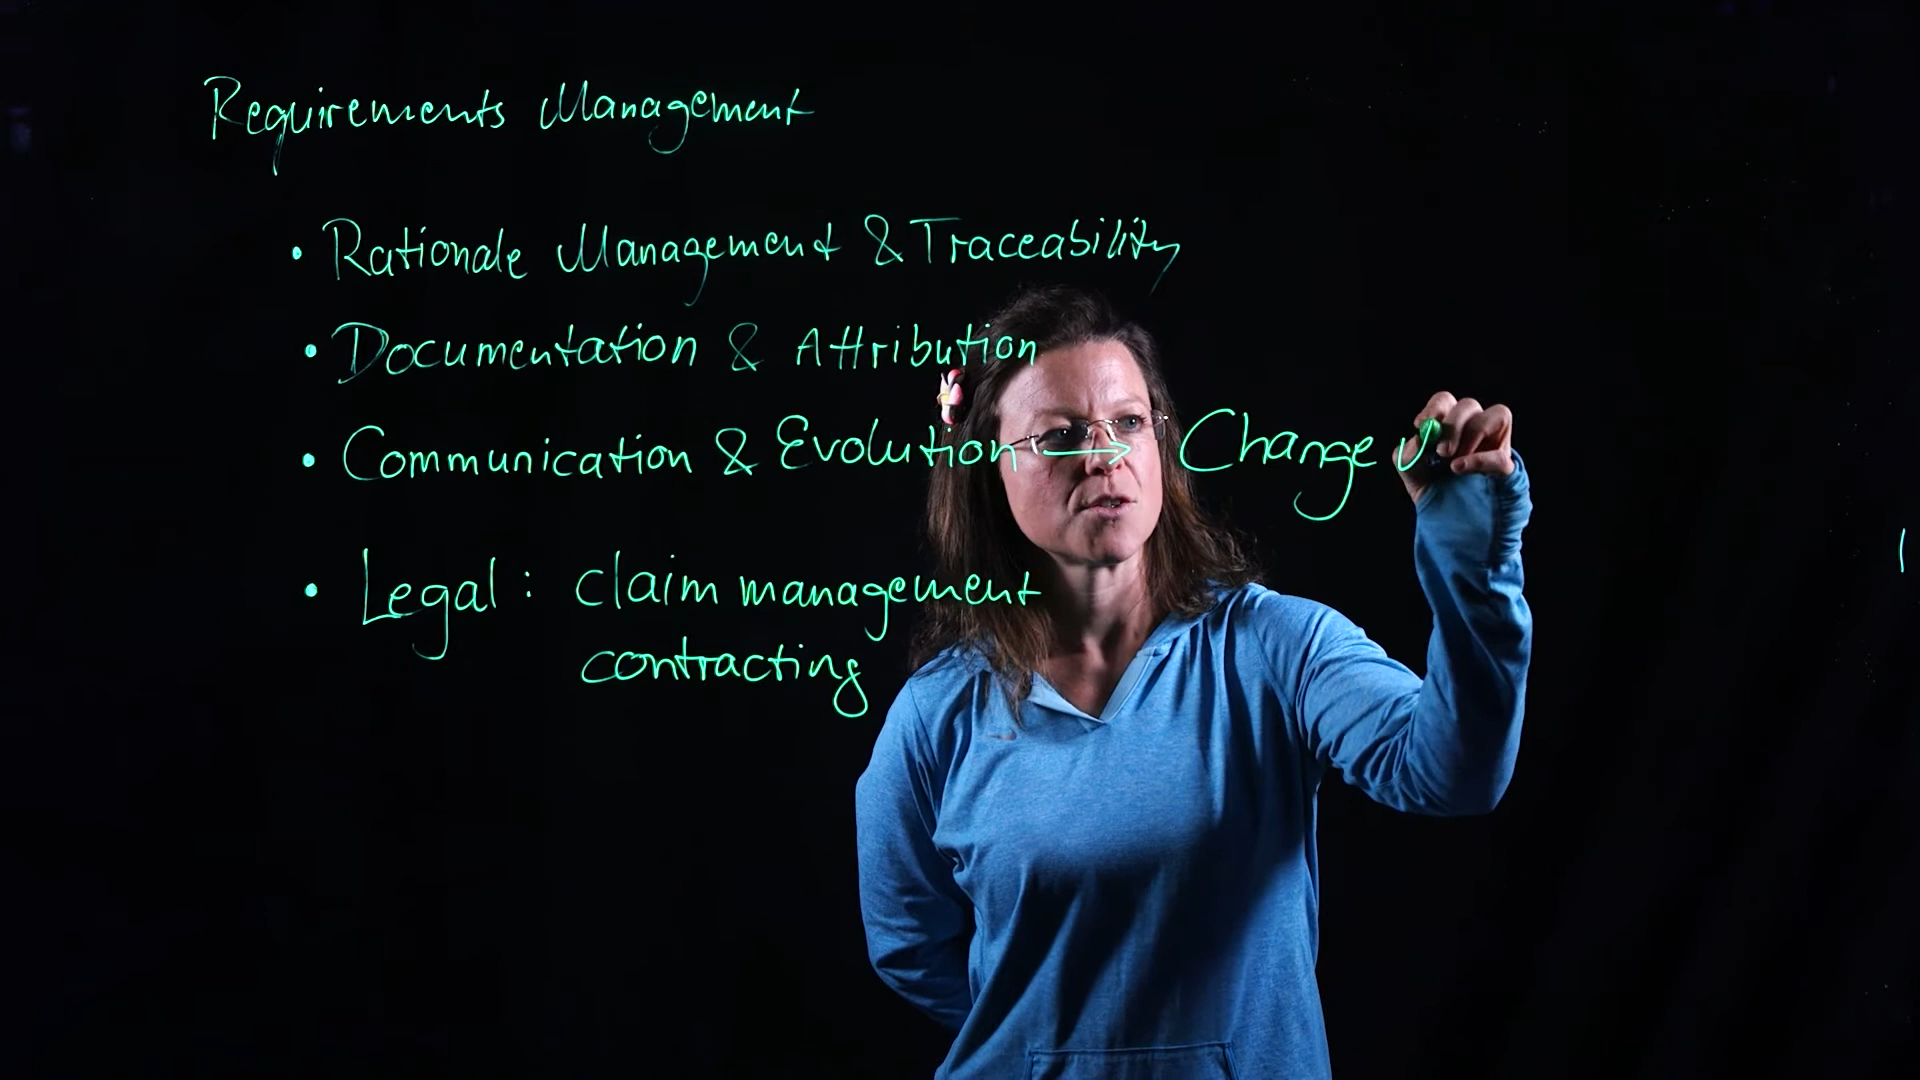 Requirements Management
• Rationale Management & Traceability
• Documentation & Attribution
• Communication & Evolution → Change
• Legal: claim management
contracting